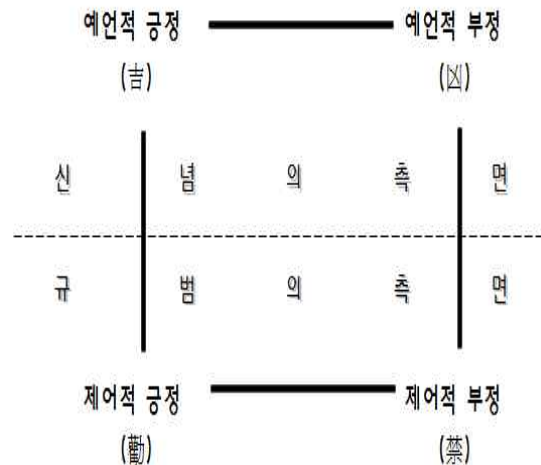 예언적 긍정 예언적 부정
(吉) (凶)
신 념 의 측 면
규 범 의 측 면
제어적 긍정 제어적 부정
(勸) (禁)